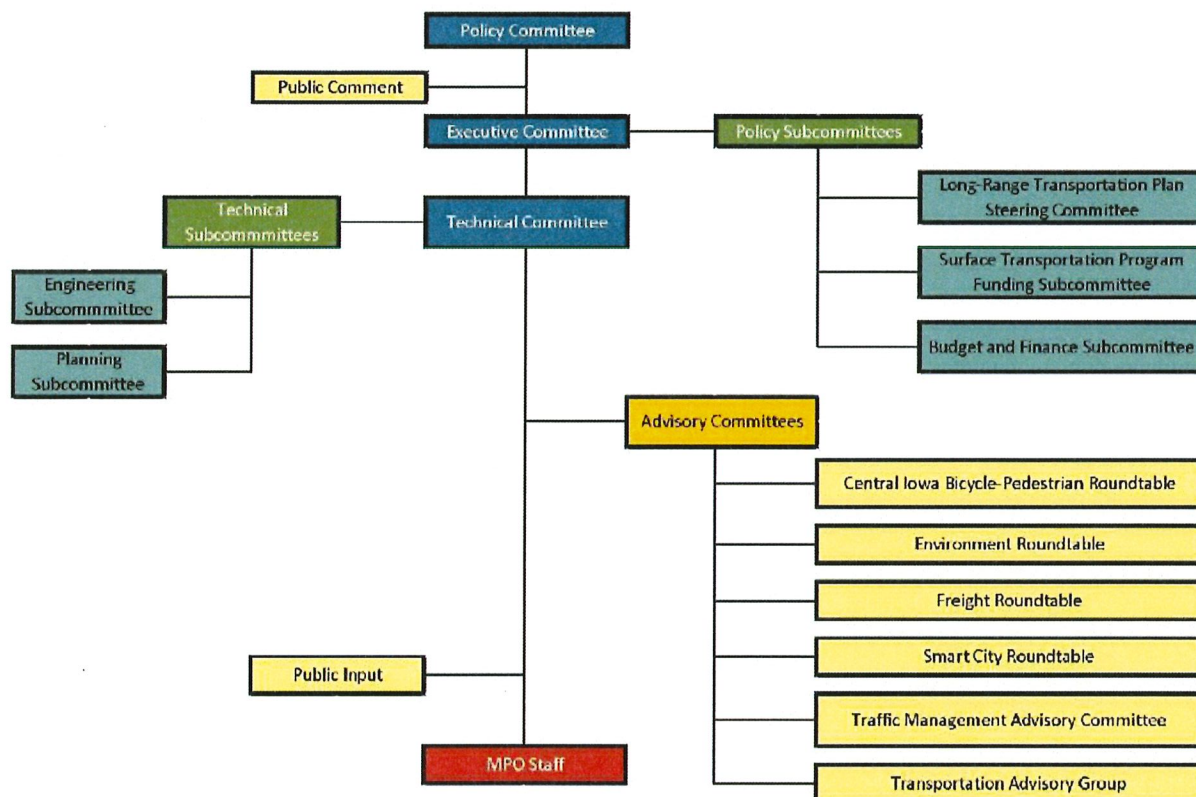 Policy Committee
Public Comment
Executive Committee
Policy Subcommittees
Long-Range Transportation Plan
Steering Committee
Technical
Subcommmittees
Technical Committee
Surface Transportation Program
Funding Subcommittee
Engineering
Subcommmittee
Budget and Finance Subcommittee
Planning
Subcommittee
Advisory Committees
Central Iowa Bicycle-Pedestrian Roundtable
Environment Roundtable
Freight Roundtable
Smart City Roundtable
Public Input
Traffic Management Advisory Committee
MPO Staff
Transportation Advisory Group